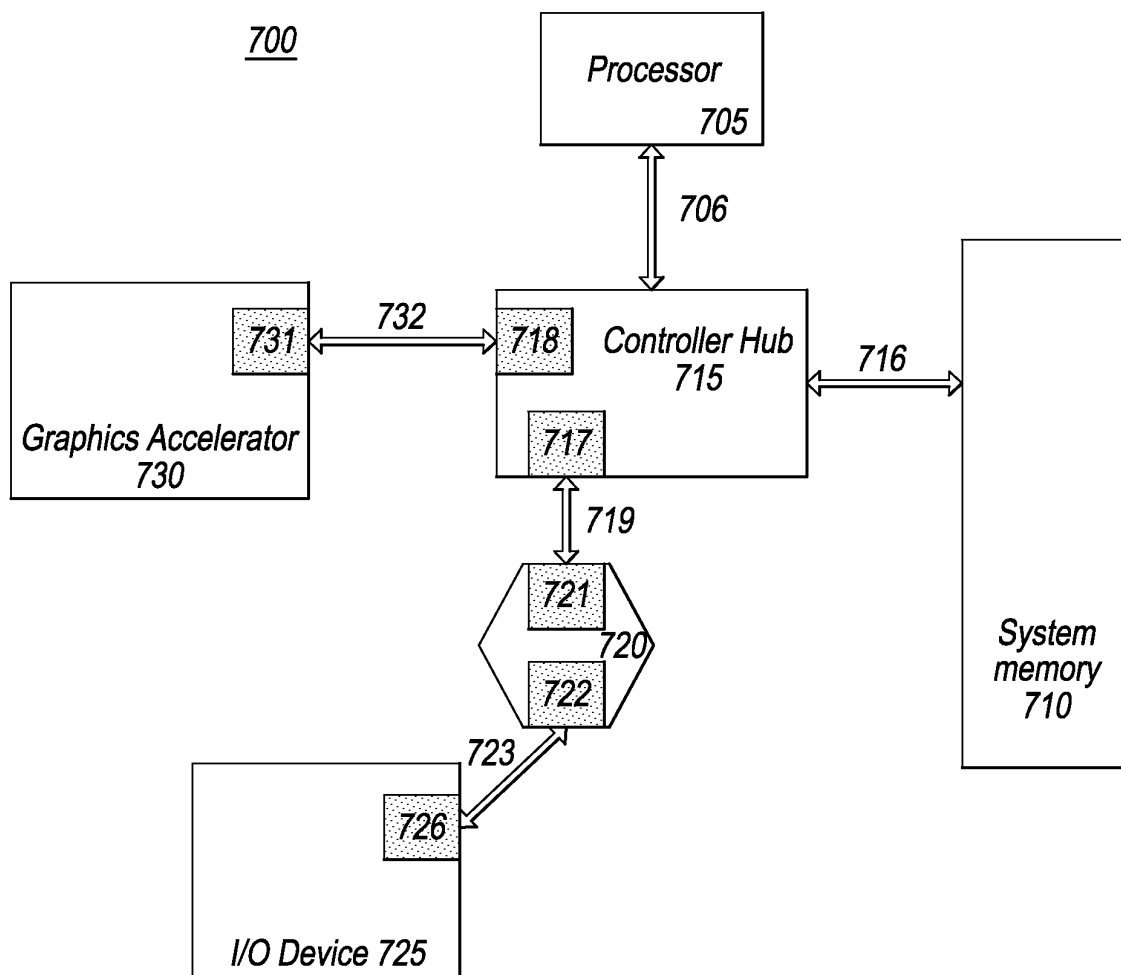 700
Processor
705
706
732
731
718
Controller Hub
715
716
Graphics Accelerator
730
717
719
721
720
722
System
memory
710
723
726
I/O Device 725